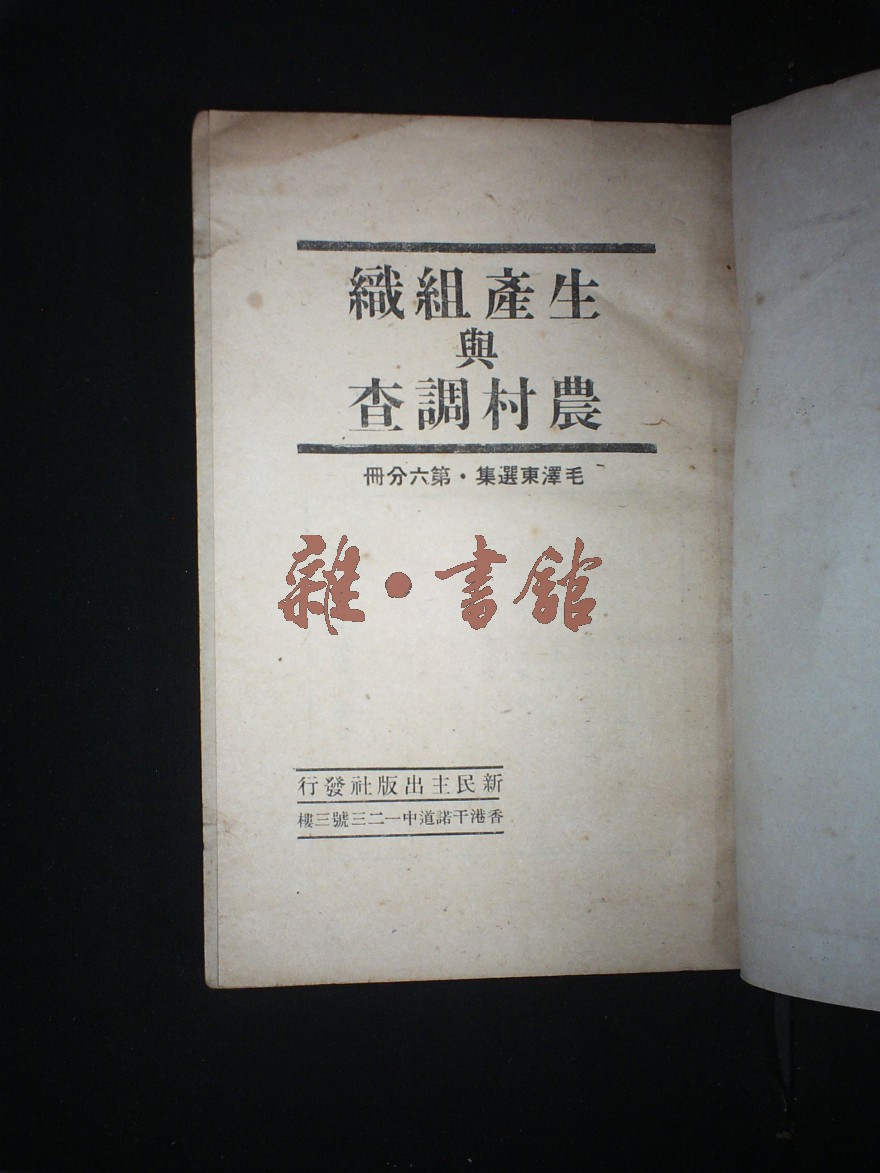 生產組織
與
農村調查
毛澤東選集・第六分冊
雜・書館
新民主出版社發行
香港干諾道中一二三號三樓